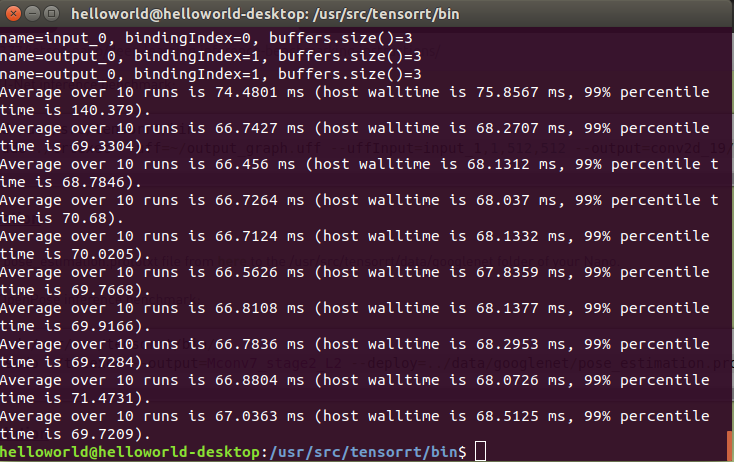 helloworld@helloworld-desktop: /usr/src/tensorrt/bin
name=input_0, bindingIndex=0, buffers.size()=3
name=output_0, bindingIndex=1, buffers.size()=3
name=output_0, bindingIndex=1, buffers.size()=3
Average over 10 runs is 74.4801 ms (host walltime is 75.8567 ms, 99% percentile
time is 140.379).
Average over 10 runs is 66.7427 ms (host walltime is 68.2707 ms, 99% percentile
time is 69.3304).
Average over 10 runs is 66.456 ms (host walltime is 68.1312 ms, 99% percentile t
ime is 68.7846).
Average over 10 runs is 66.7264 ms (host walltime is 68.037 ms, 99% percentile t
ime is 70.68).
Average over 10 runs is 66.7124 ms (host walltime is 68.1332 ms, 99% percentile
time is 70.0205).
Average over 10 runs is 66.5626 ms (host walltime is 67.8359 ms, 99% percentile
time is 69.7668).
Average over 10 runs is 66.8108 ms (host walltime is 68.1377 ms, 99% percentile
time is 69.9166).
Average over 10 runs is 66.7836 ms (host walltime is 68.2953 ms, 99% percentile
time is 69.7284).
Average over 10 runs is 66.8804 ms (host walltime is 68.0726 ms, 99% percentile
time is 71.4731).
Average over 10 runs is 67.0363 ms (host walltime is 68.5125 ms, 99% percentile
time is 69.7209).
helloworld@helloworld-desktop:/usr/src/tensorrt/bin$